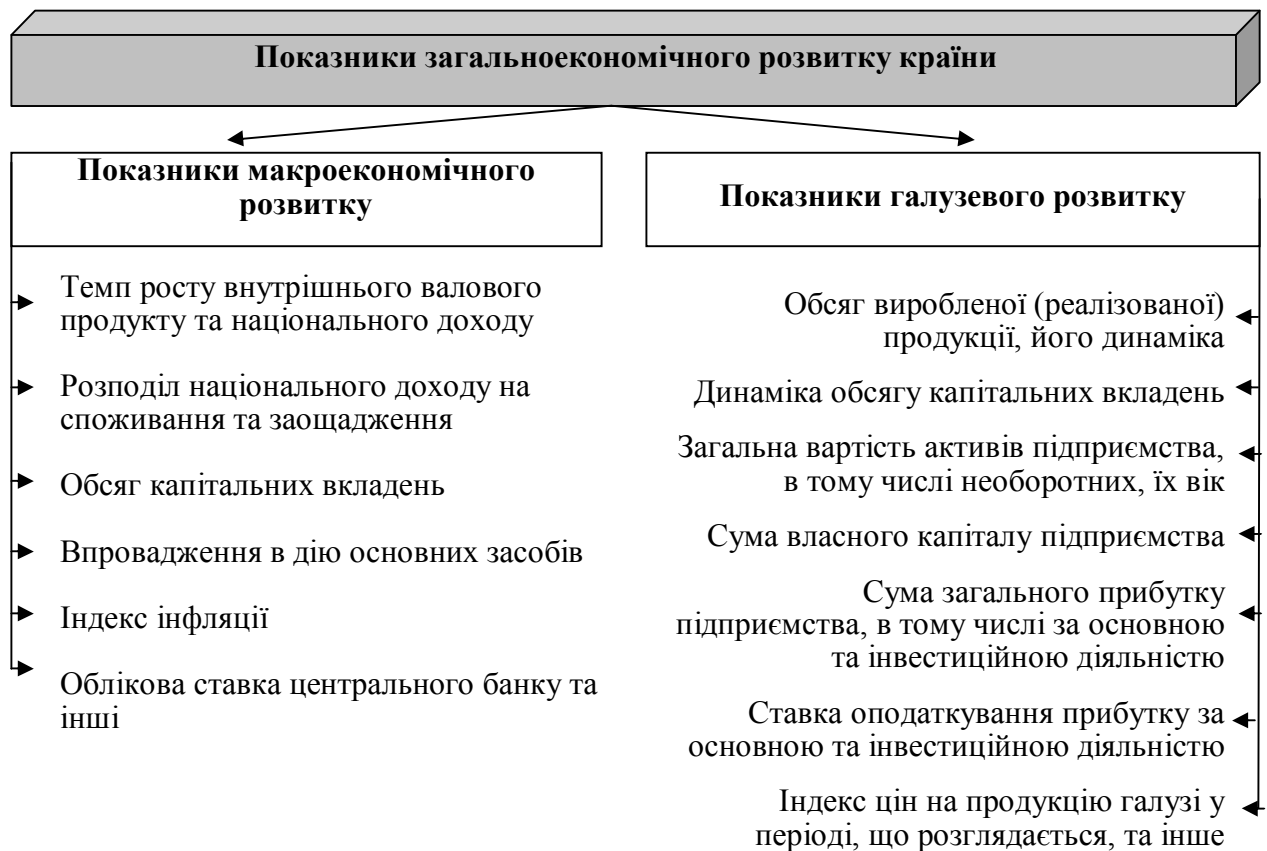 Показники загальноекономічного розвитку країни
Показники макроекономічного
розвитку
Темп росту внутрішнього валового
продукту та національного доходу
Розподіл національного доходу на
споживання та заощадження
Обсяг капітальних вкладень
Впровадження в дію основних засобів
Індекс інфляції
Облікова ставка центрального банку та
інші
Показники галузевого розвитку
Обсяг виробленої (реалізованої)
продукції, його динаміка
Динаміка обсягу капітальних вкладень
Загальна вартість активів підприємства,
в тому числі необоротних, їх вік
Сума власного капіталу підприємства
Сума загального прибутку
підприємства, в тому числі за основною
та інвестиційною діяльністю
Ставка оподаткування прибутку за
основною та інвестиційною діяльністю
Індекс цін на продукцію галузі у
періоді, що розглядається, та інше